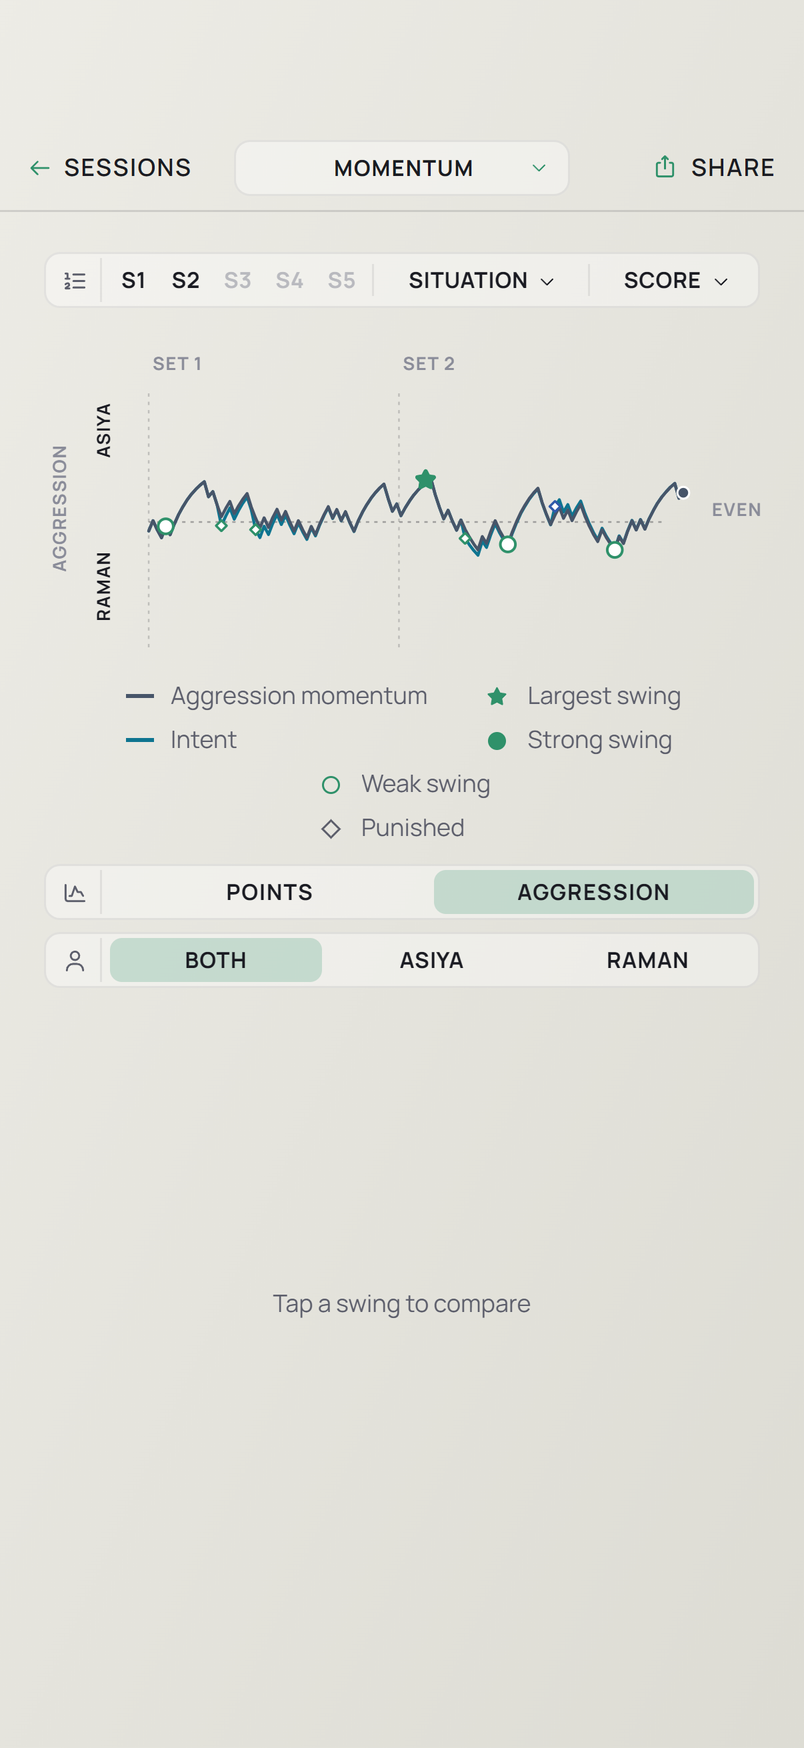 SESSIONS
MOMENTUM
SHARE
S1 S2 S3 S4 S5 SITUATION SCORE
SET 1 SET 2
ASIYA
AGGRESSION
RAMAN
EVEN
Aggression momentum
Largest swing
Intent
Strong swing
Weak swing
Punished
POINTS AGGRESSION
BOTH ASIYA RAMAN
Tap a swing to compare